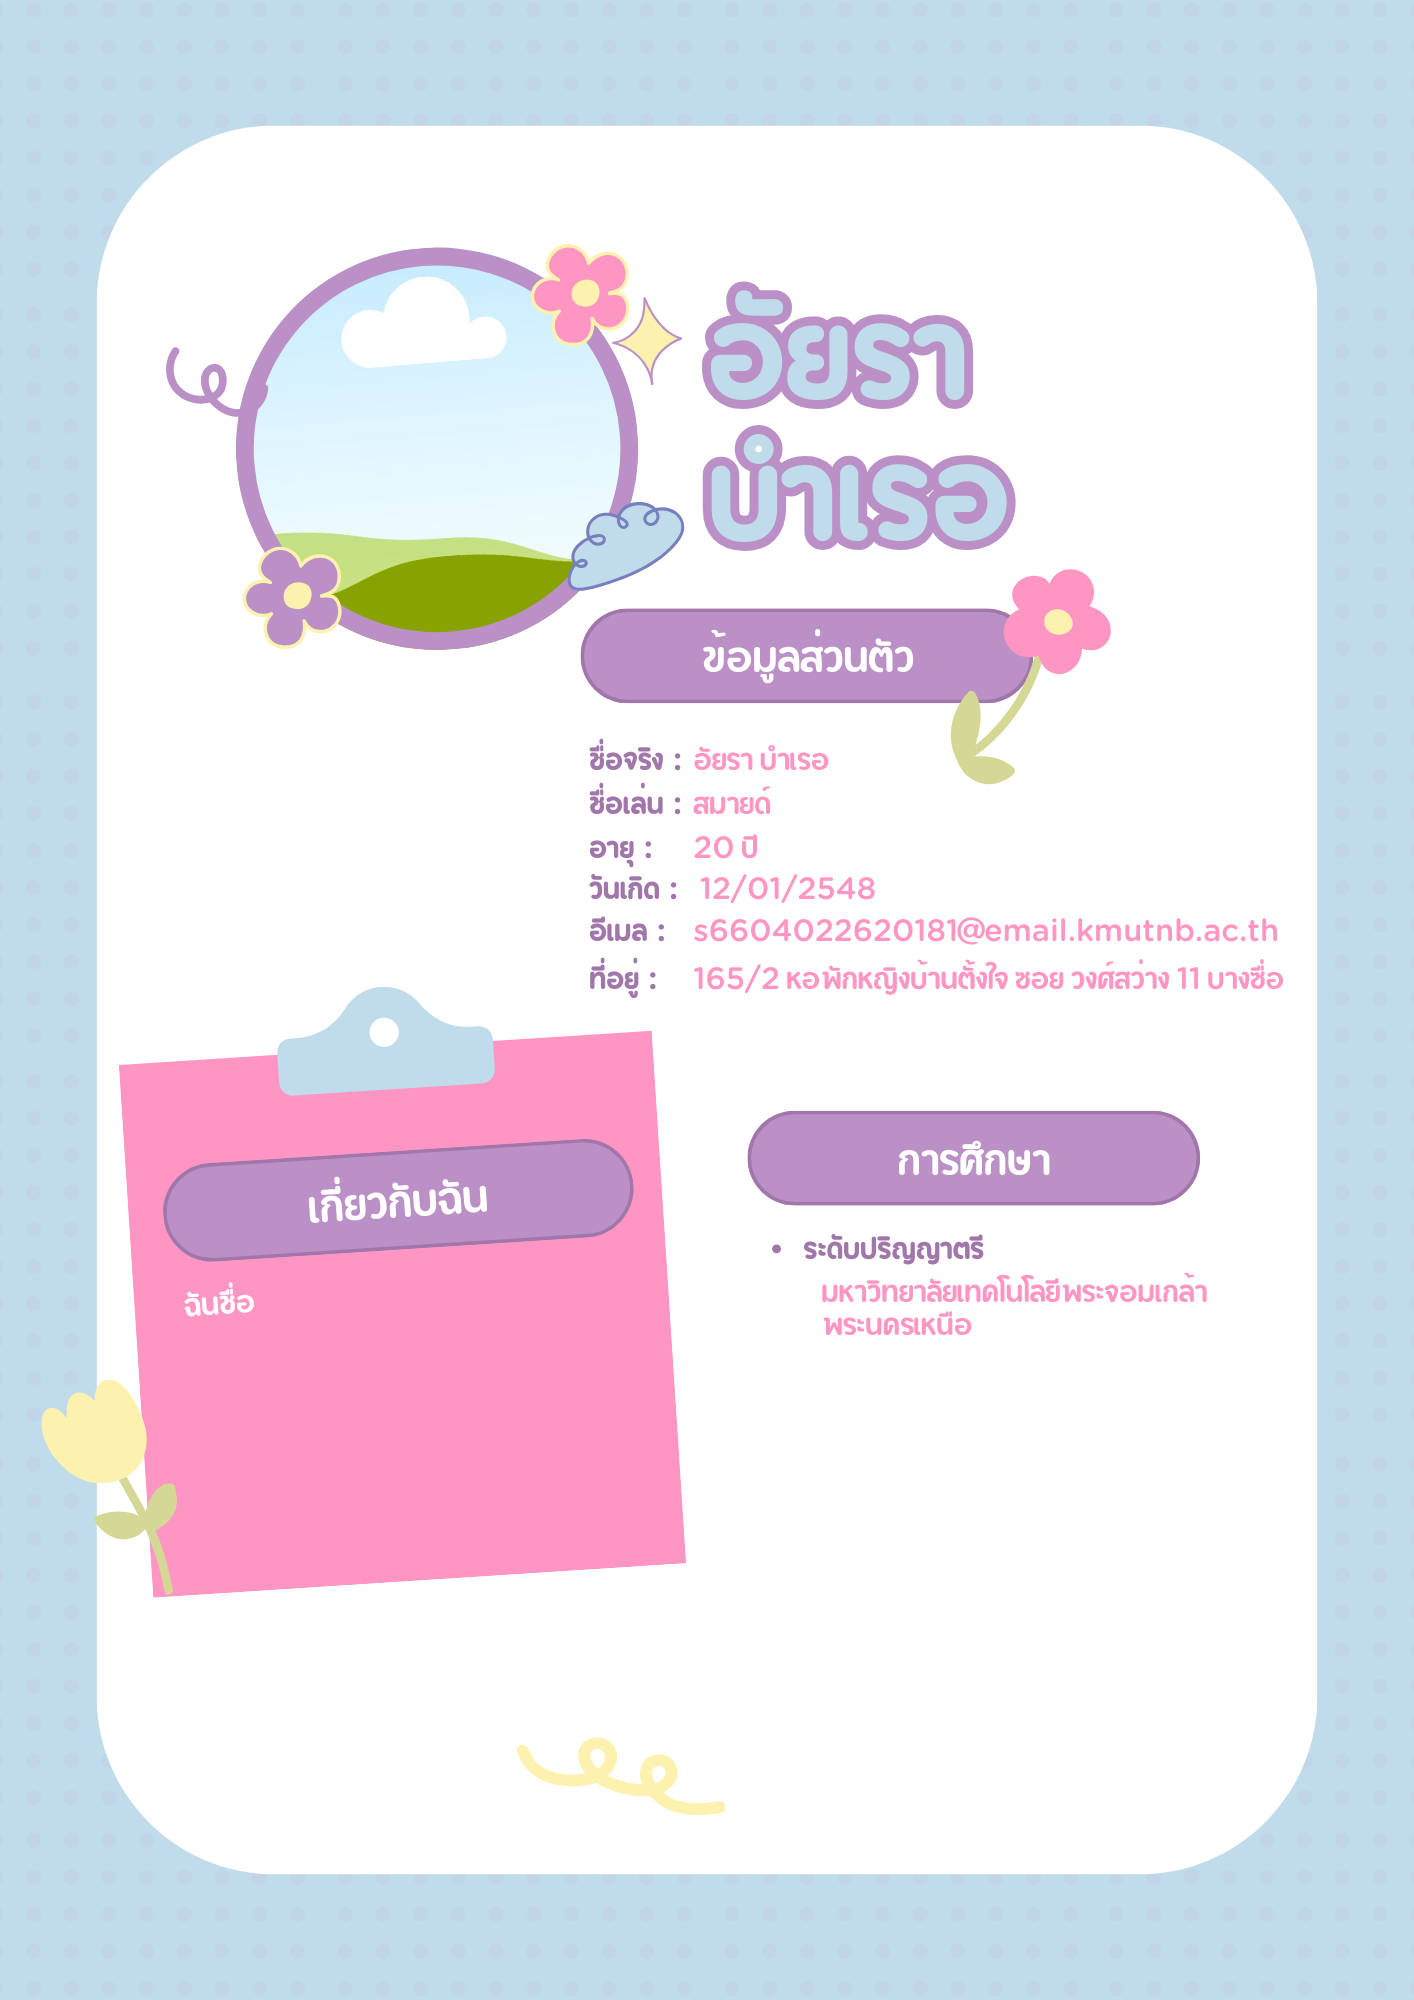 อัยรา
บำเรอ
ข้อมูลส่วนตัว
ชื่อจริง : อัยรา บำเรอ
ชื่อเล่น : สมายด์
อายุ : 20 ปี
วันเกิด : 12/01/2548
อีเมล : s6604022620181@email.kmutnb.ac.th
ที่อยู่ : 165/2 หอพักหญิงบ้านตั้งใจ ซอย วงศ์สว่าง 11 บางซื่อ
เกี่ยวกับฉัน
ฉันชื่อ
การศึกษา
• ระดับปริญญาตรี
มหาวิทยาลัยเทคโนโลยีพระจอมเกล้า
พระนครเหนือ